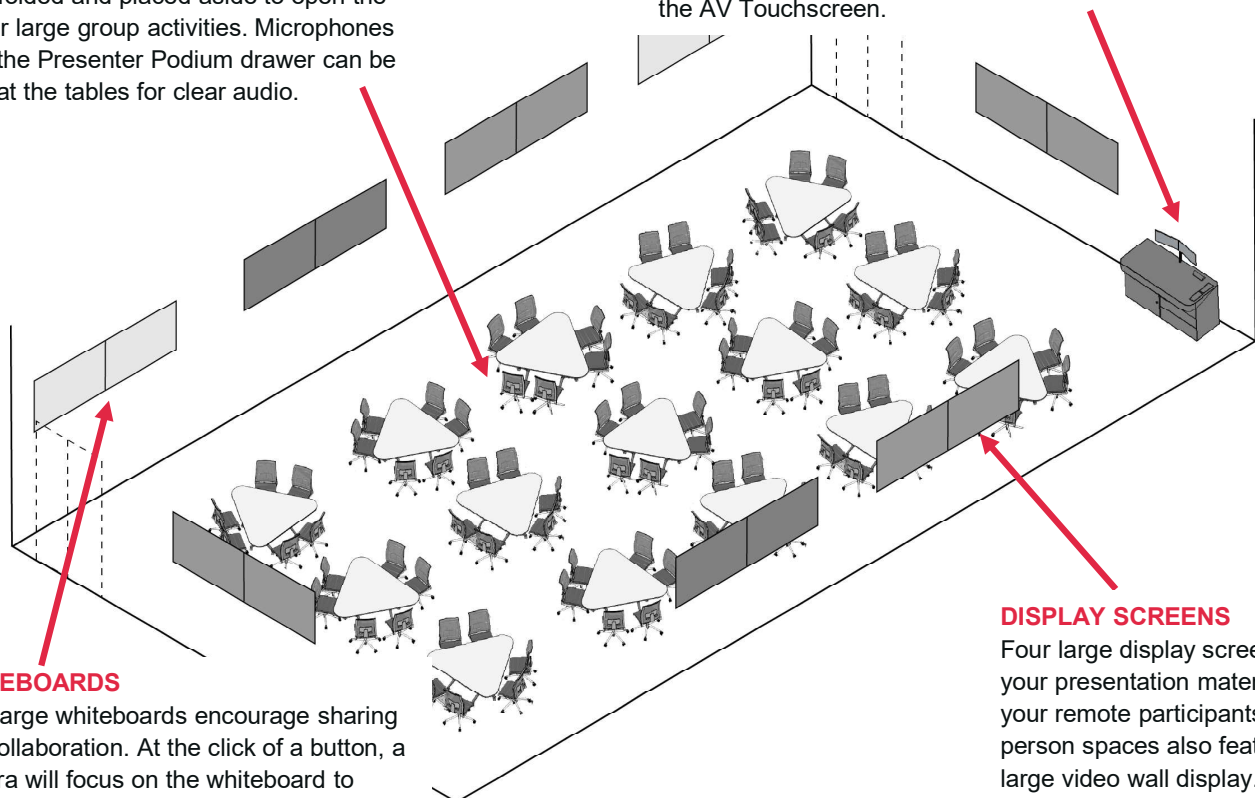 r large group activities. Microphones
the Presenter Podium drawer can be
at the tables for clear audio.
the AV Touchscreen.
EBOARDS
arge whiteboards encourage sharing
ollaboration. At the click of a button, a
ra will focus on the whiteboard to
DISPLAY SCREENS
Four large display scree
your presentation mater
your remote participants
person spaces also feat
large video wall display.